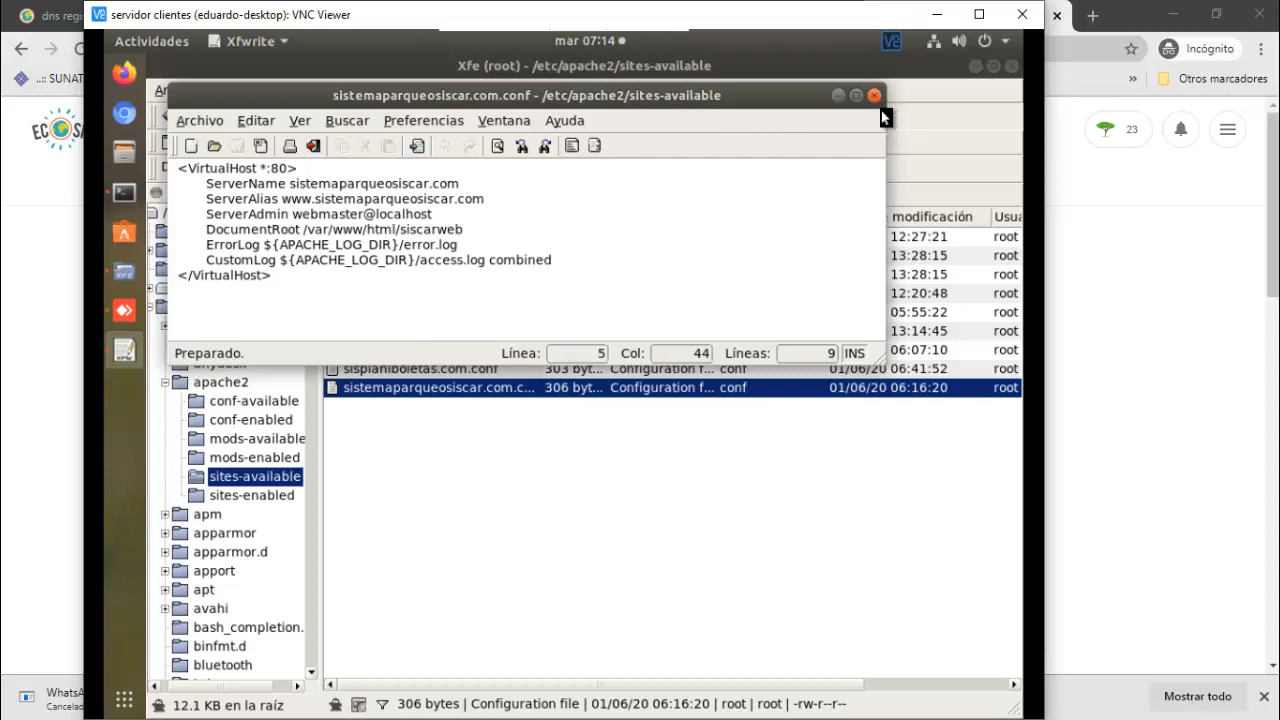 dns regi
servidor clientes (eduardo-desktop): VNC Viewer
Incógnito
..:: SUNAT
Otros marcadores
23
Actividades
Xfwrite
mar 07:14
Xfe (root) - /etc/apache2/sites-available
sistemaparqueosiscar.com.conf - /etc/apache2/sites-available
Archivo Editar Ver Buscar Preferencias Ventana Ayuda
<VirtualHost *:80>
ServerName sistemaparqueosiscar.com
ServerAlias www.sistemaparqueosiscar.com
ServerAdmin webmaster@localhost
DocumentRoot /var/www/html/siscarweb
ErrorLog ${APACHE_LOG_DIR}/error.log
CustomLog ${APACHE_LOG_DIR}/access.log combined
</VirtualHost>
Preparado. Línea: 5 Col: 44 Líneas: 9 INS
modificación Usua
12:27:21 root
13:28:15 root
13:28:15 root
12:20:48 root
05:55:22 root
13:14:45 root
06:07:10 root
sisplaniboletas.com.conf 303 byt... Configuration f... conf 01/06/20 06:41:52 root
sistemaparqueosiscar.com.c... 306 byt... Configuration f... conf 01/06/20 06:16:20 root
apache2
conf-available
conf-enabled
mods-available
mods-enabled
sites-available
sites-enabled
apm
apparmor
apparmor.d
apport
apt
avahi
bash_completion.
binfmt.d
bluetooth
12.1 KB en la raíz
306 bytes | Configuration file | 01/06/20 06:16:20 | root | root | -rw-r--r--
WhatsA
Cancelad
Mostrar todo